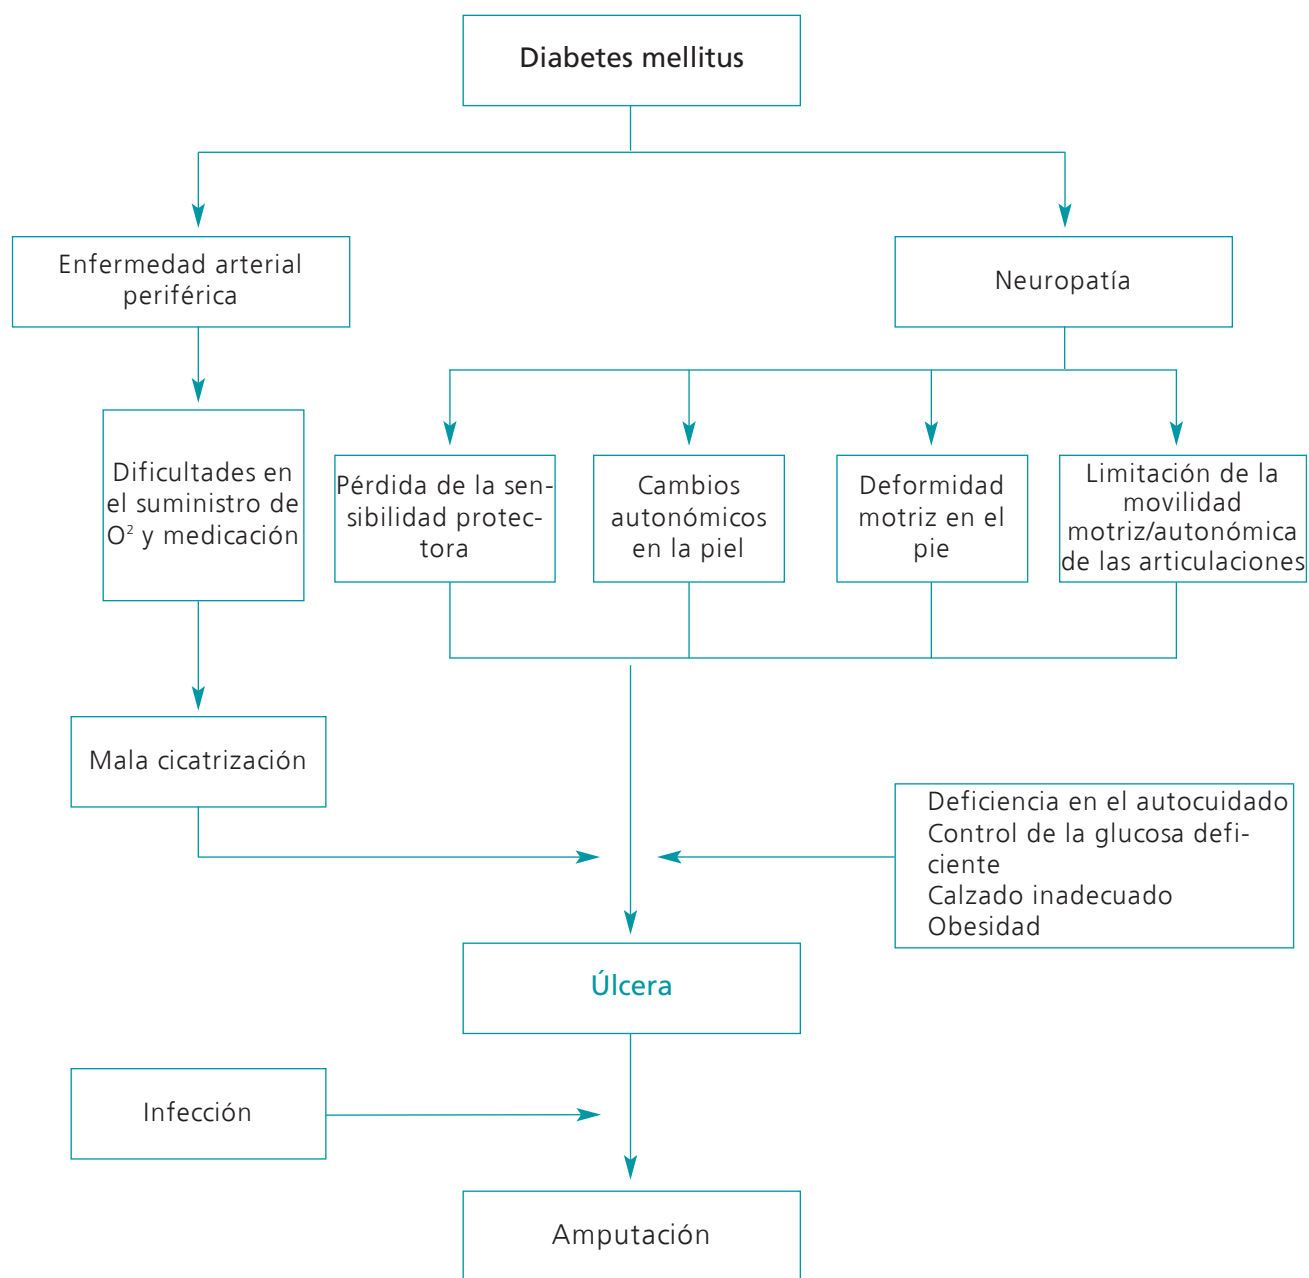 Diabetes mellitus
Enfermedad arterial
periférica
Neuropatía
Dificultades en
el suministro de
O² y medicación
Pérdida de la sen-
sibilidad protec-
tora
Cambios
autonómicos
en la piel
Deformidad
motriz en el
pie
Limitación de la
movilidad
motriz/autonómica
de las articulaciones
Mala cicatrización
Deficiencia en el autocuidado
Control de la glucosa defi-
ciente
Calzado inadecuado
Obesidad
Úlcera
Infección
Amputación